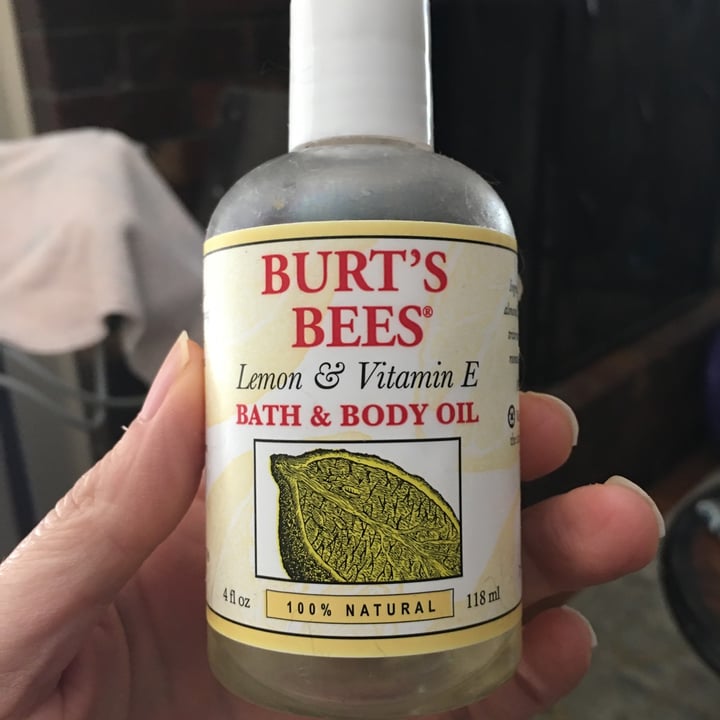 BURT'S
BEES®
Lemon & Vitamin E
BATH & BODY OIL
4 fl oz
100% NATURAL
118 ml